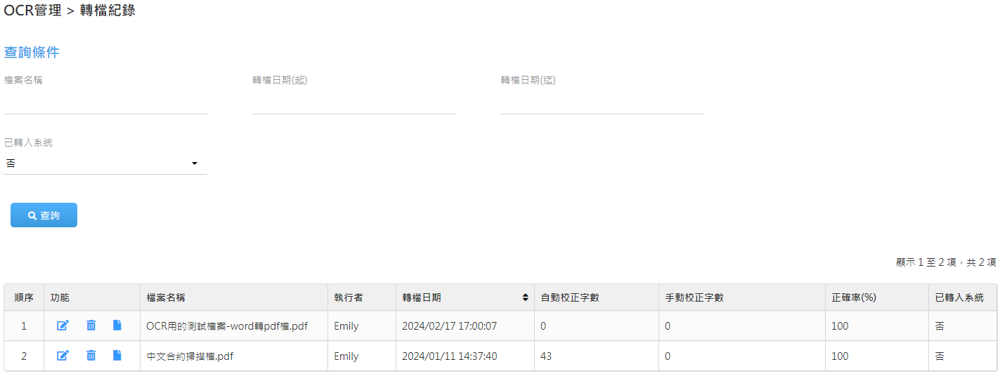 OCR管理 > 轉檔紀錄
查詢條件
檔案名稱 轉檔日期(起) 轉檔日期(迄)
已轉入系統
否
查詢
顯示 1 至 2 項，共 2 項
順序 功能 檔案名稱 執行者 轉檔日期 自動校正字數 手動校正字數 正確率(%) 已轉入系統
1 OCR用的測試檔案-word轉pdf檔.pdf Emily 2024/02/17 17:00:07 0 0 100 否
2 中文合約掃描檔.pdf Emily 2024/01/11 14:37:40 43 0 100 否